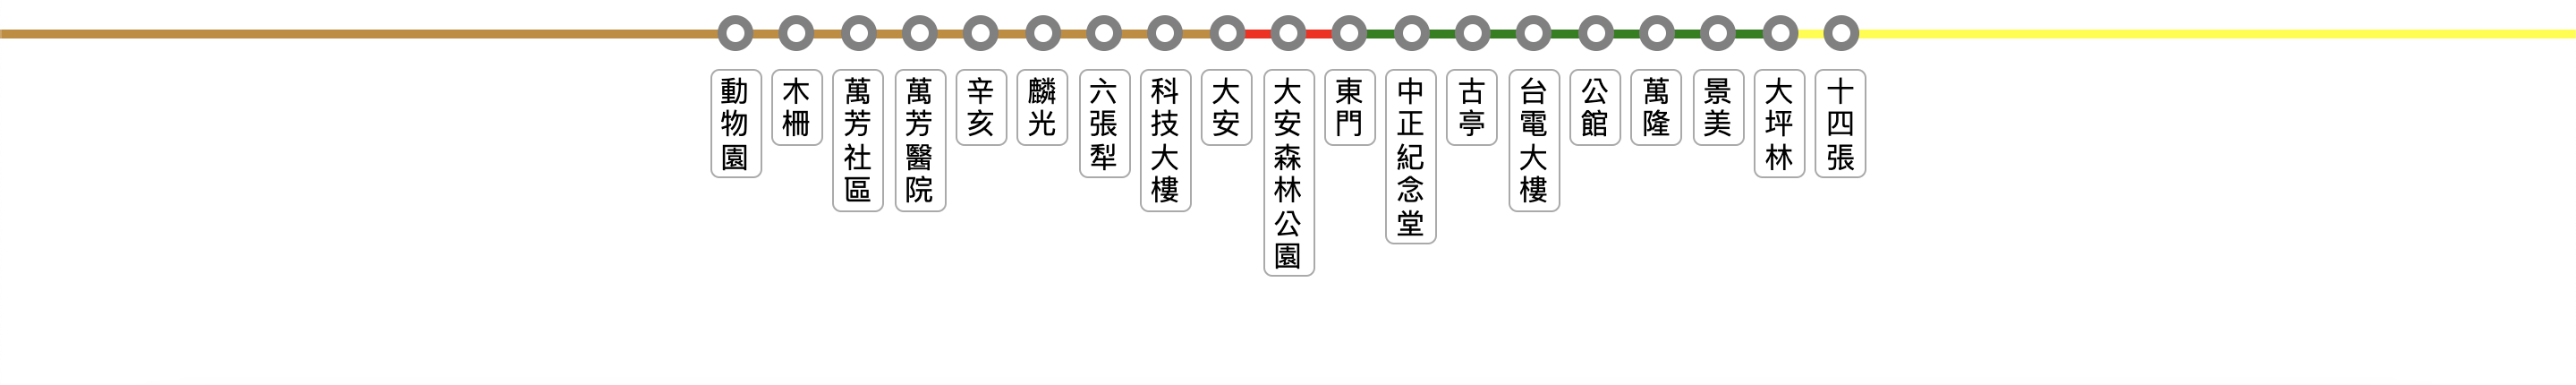 動物園
木柵
萬芳社區
萬芳醫院
辛亥
麟光
六張犁
科技大樓
大安
大安森林公園
東門
中正紀念堂
古亭
台電大樓
公館
萬隆
景美
大坪林
十四張